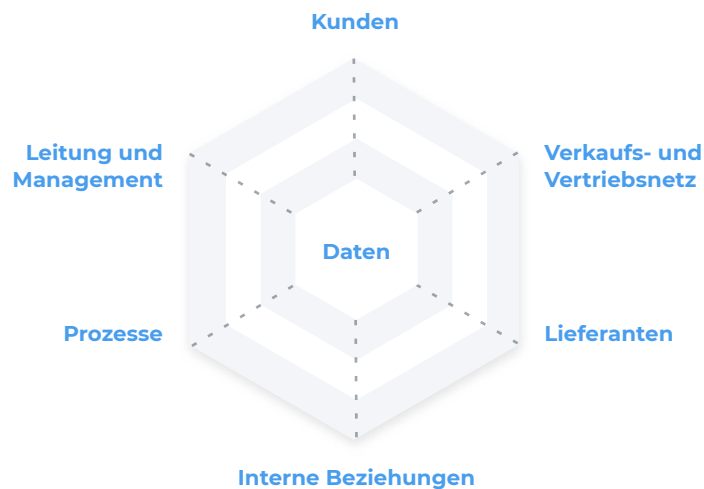 Kunden
Leitung und
Management
Verkaufs- und
Vertriebsnetz
Daten
Prozesse
Lieferanten
Interne Beziehungen